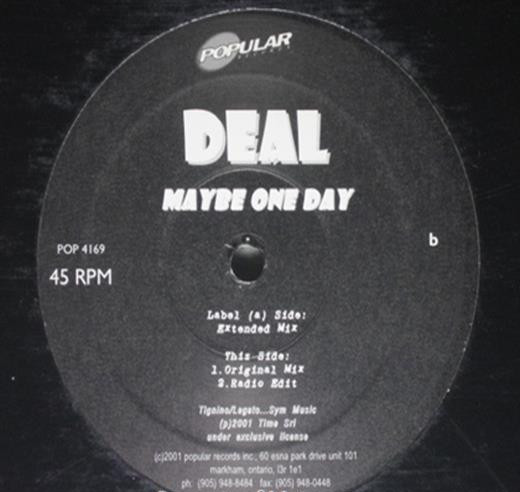 POPULAR
RECORDS
DEAL
MAYBE ONE DAY
POP 4169
b
45 RPM
Label (a) Side:
Extended Mix
This Side:
1.Original Mix
2.Radio Edit
Tignino/Legato...Sym Music
(p)2001 Time Srl
under exclusive license
(c)2001 popular records inc., 60 esna park drive unit 101
markham, ontario, l3r 1e1
ph: (905) 948-8484 fax: (905) 948-0448